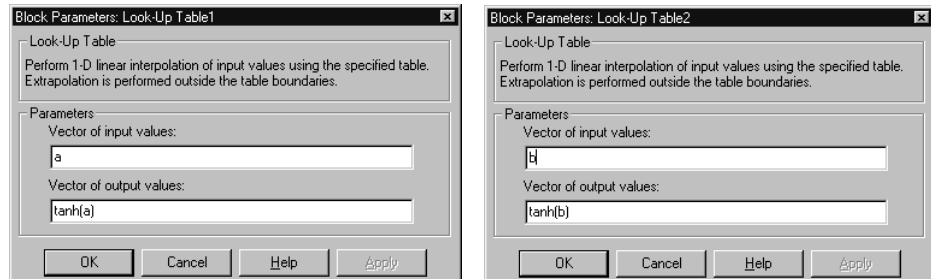 Block Parameters: Look-Up Table1
Look-Up Table
Perform 1-D linear interpolation of input values using the specified table.
Extrapolation is performed outside the table boundaries.
Parameters
Vector of input values:
a
Vector of output values:
tanh(a)
OK Cancel Help Apply
Block Parameters: Look-Up Table2
Look-Up Table
Perform 1-D linear interpolation of input values using the specified table.
Extrapolation is performed outside the table boundaries.
Parameters
Vector of input values:
b
Vector of output values:
tanh(b)
OK Cancel Help Apply